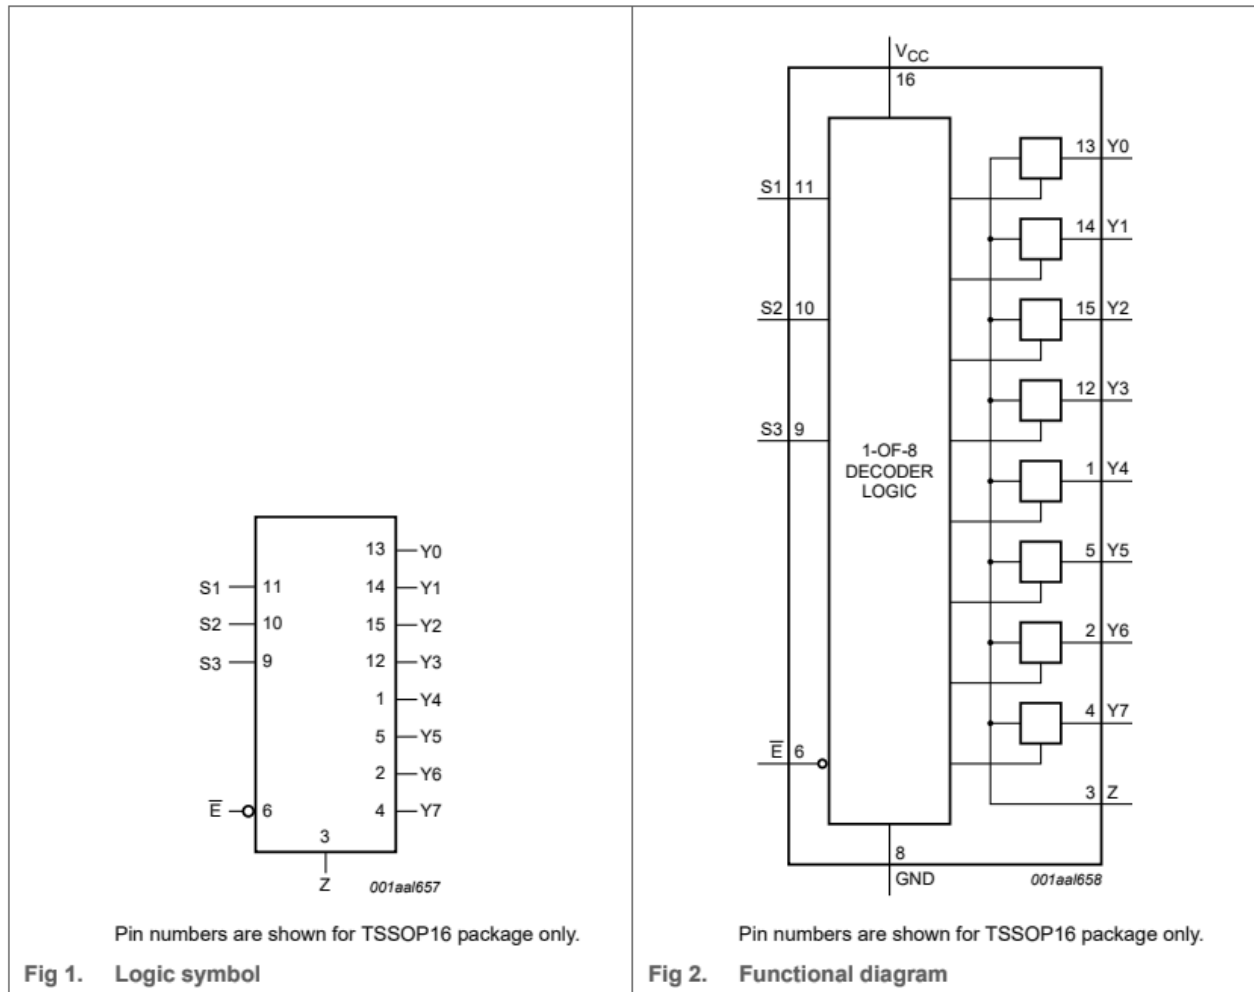 13 Y0
S1 11 14 Y1
S2 10 15 Y2
S3 9 12 Y3
1 Y4
5 Y5
2 Y6
E̅ 6 4 Y7
3
Z 001aal657
Pin numbers are shown for TSSOP16 package only.
Fig 1. Logic symbol
VCC
16
13 Y0
S1 11
14 Y1
S2 10 15 Y2
12 Y3
S3 9
1-OF-8
DECODER
LOGIC
1 Y4
5 Y5
2 Y6
4 Y7
E̅ 6
3 Z
8
GND 001aal658
Pin numbers are shown for TSSOP16 package only.
Fig 2. Functional diagram